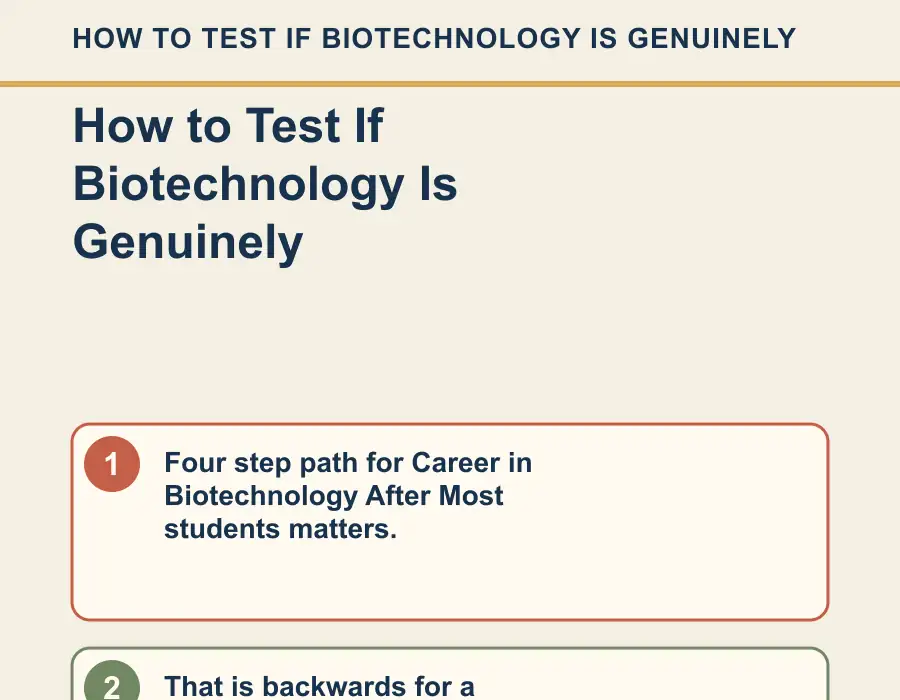 HOW TO TEST IF BIOTECHNOLOGY IS GENUINELY
How to Test If
Biotechnology Is
Genuinely
1
Four step path for Career in
Biotechnology After Most
students matters.
2
That is backwards for a